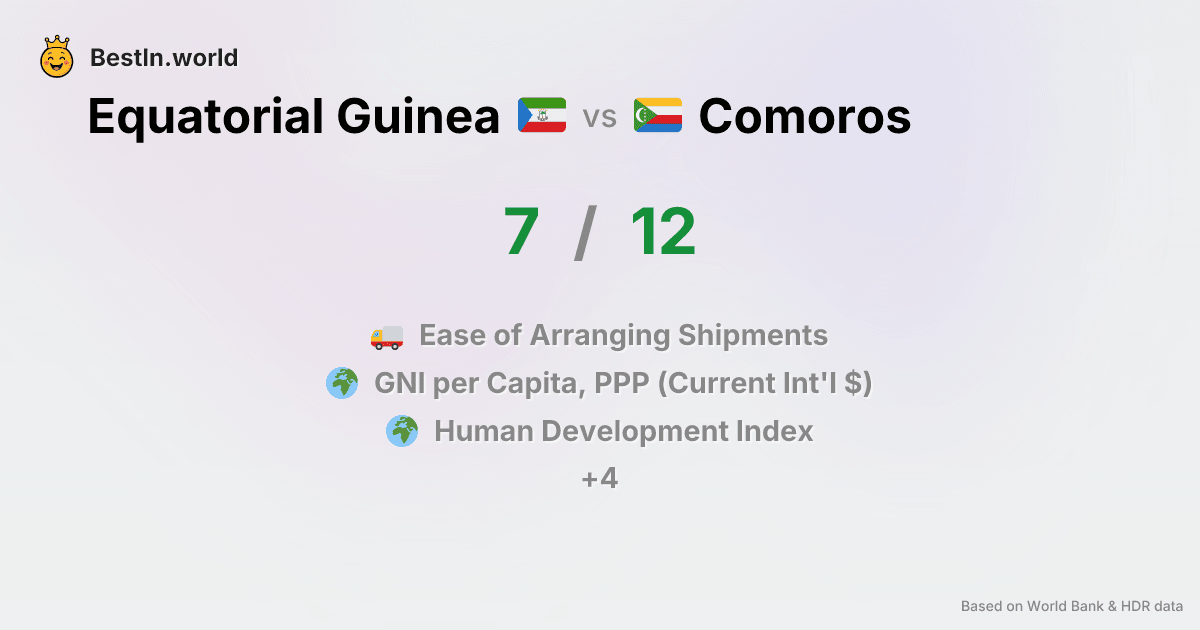 BestIn.world
Equatorial Guinea vs Comoros
7 / 12
Ease of Arranging Shipments
GNI per Capita, PPP (Current Int'l $)
Human Development Index
+4
Based on World Bank & HDR data